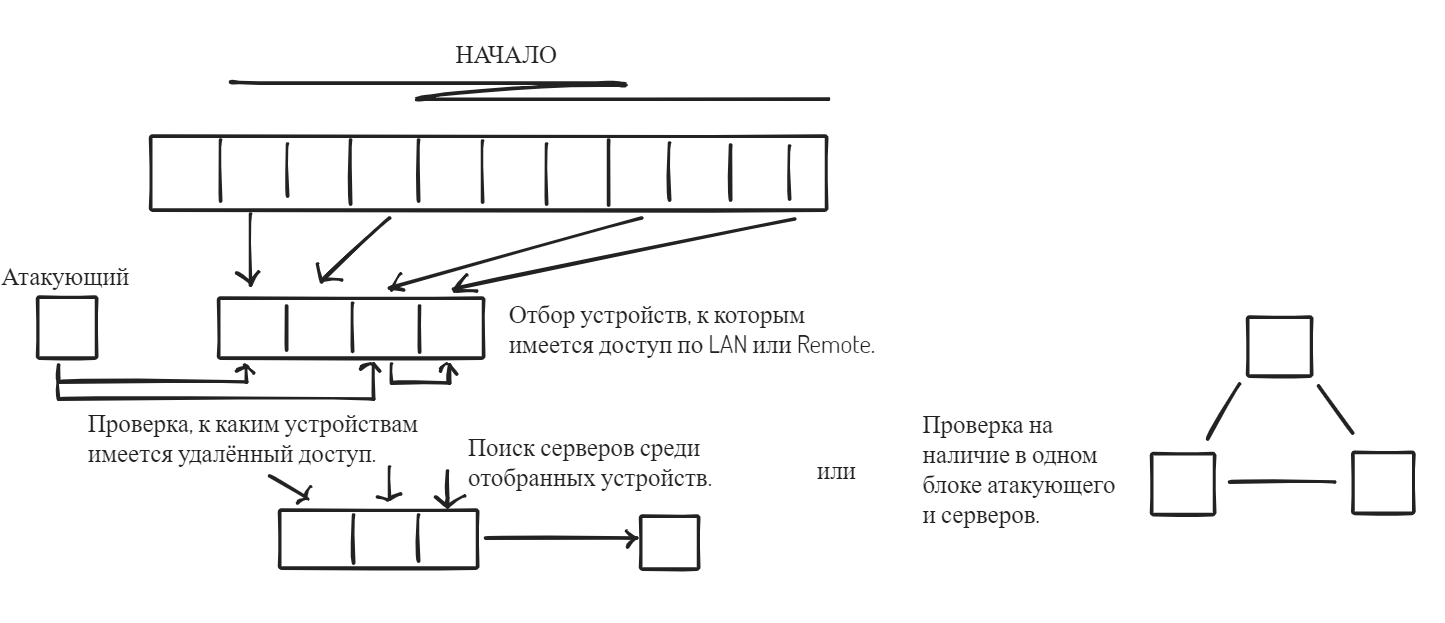 НАЧАЛО
Атакующий
Отбор устройств, к которым
имеется доступ по LAN или Remote.
Проверка, к каким устройствам
имеется удалённый доступ.
Поиск серверов среди
отобранных устройств.
или
Проверка на
наличие в одном
блоке атакующего
и серверов.